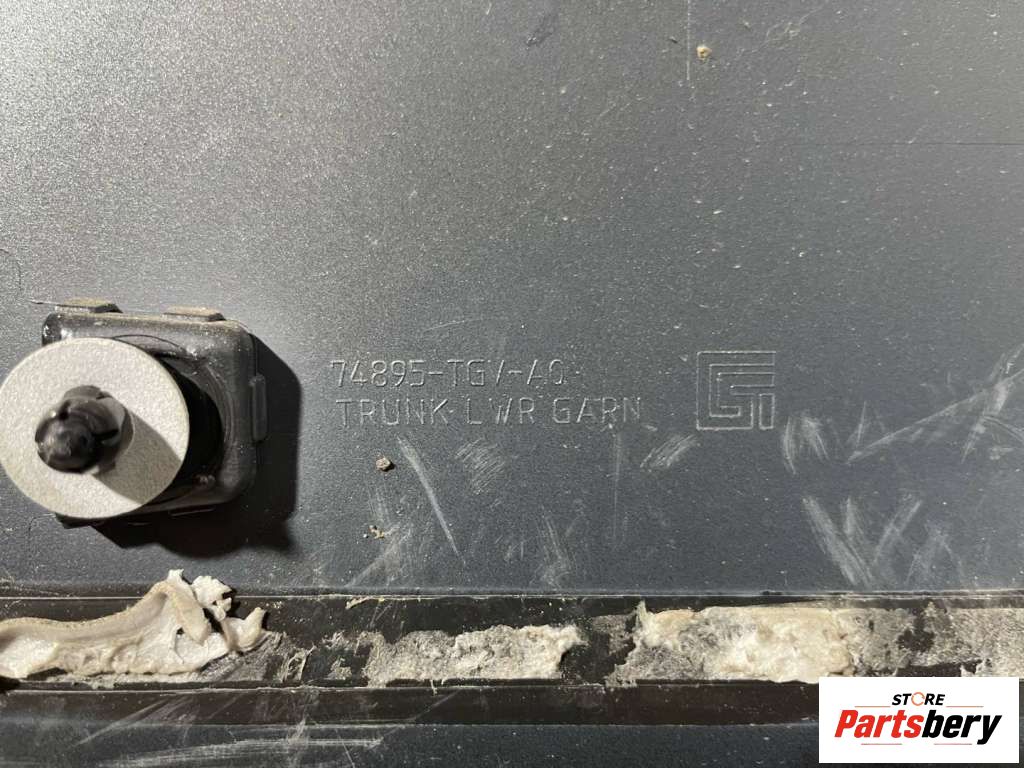 74895-TGV-A0
TRUNK LWR GARN
STORE
Partsbery